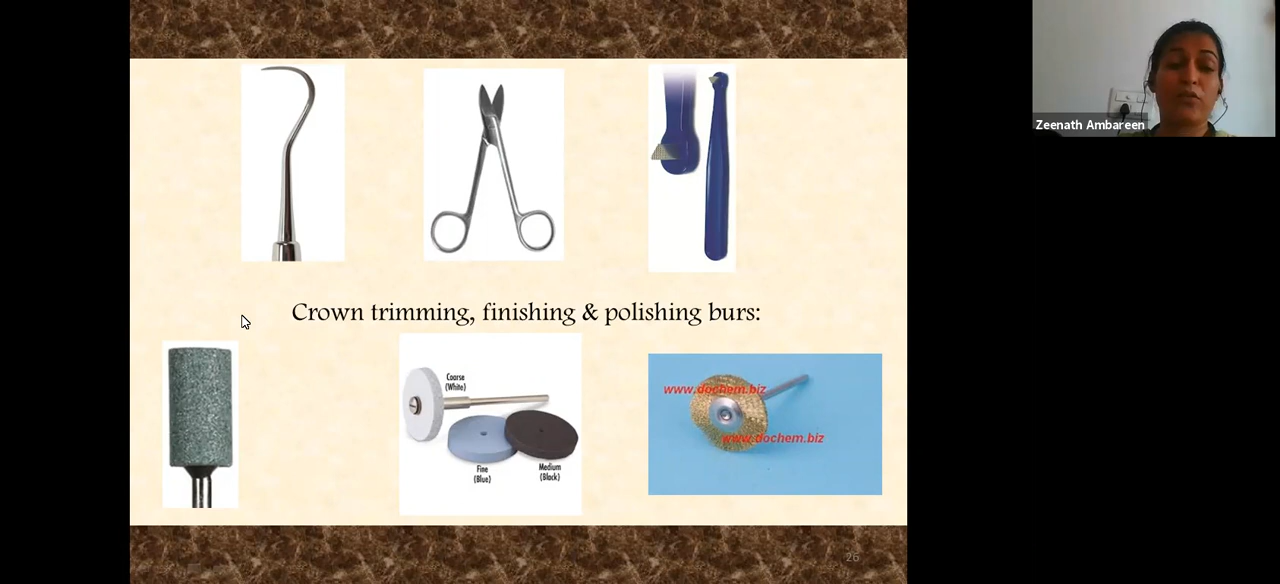 Zeenath Ambareen
Crown trimming, finishing & polishing burs:
Coarse
(White)
Fine
(Blue)
Medium
(Black)
www.dochem.biz
www.dochem.biz
26